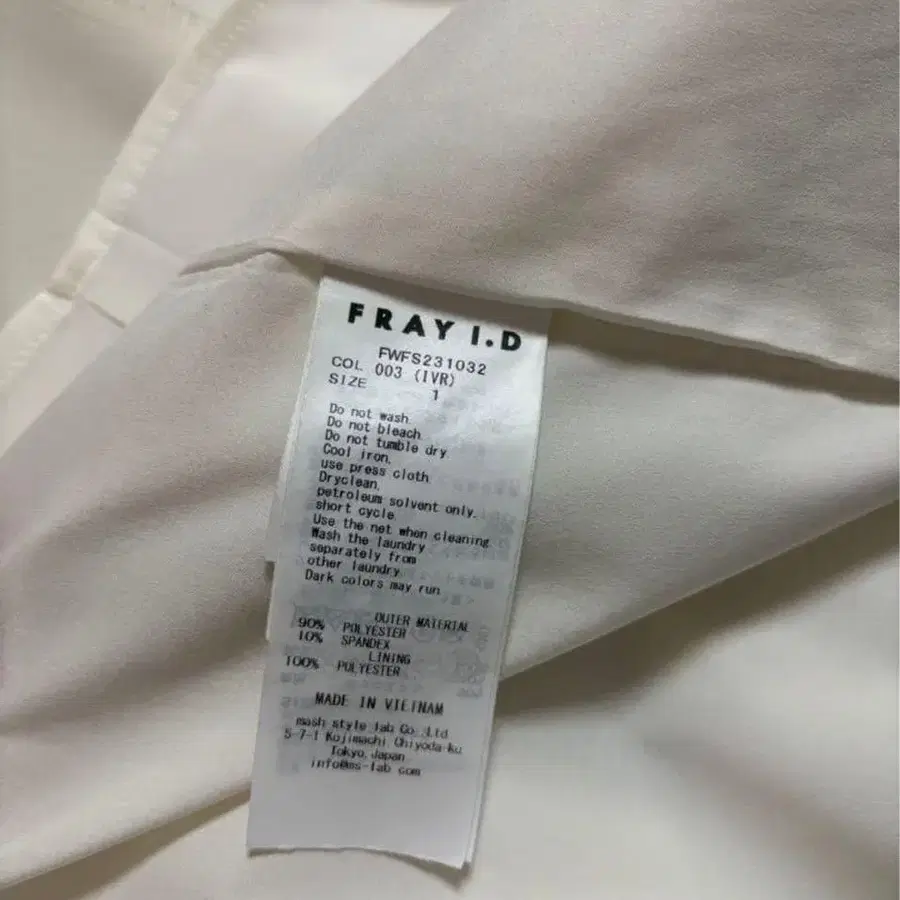 FRAY I.D
FWFS231032
COL 003 (IVR)
SIZE 1
Do not wash
Do not bleach
Do not tumble dry.
Cool iron.
use press cloth
Dryclean.
petroleum solvent only.
short cycle.
Use the net when cleaning
Wash the laundry
separately from
other laundry
Dark colors may run
OUTER MATERIAL
90% POLYESTER
10% SPANDEX
LINING
100% POLYESTER
MADE IN VIETNAM
mash style lab Co.,Ltd
5-7-1 Kojimachi Chiyoda-ku
Tokyo,Japan
info@ms-lab com